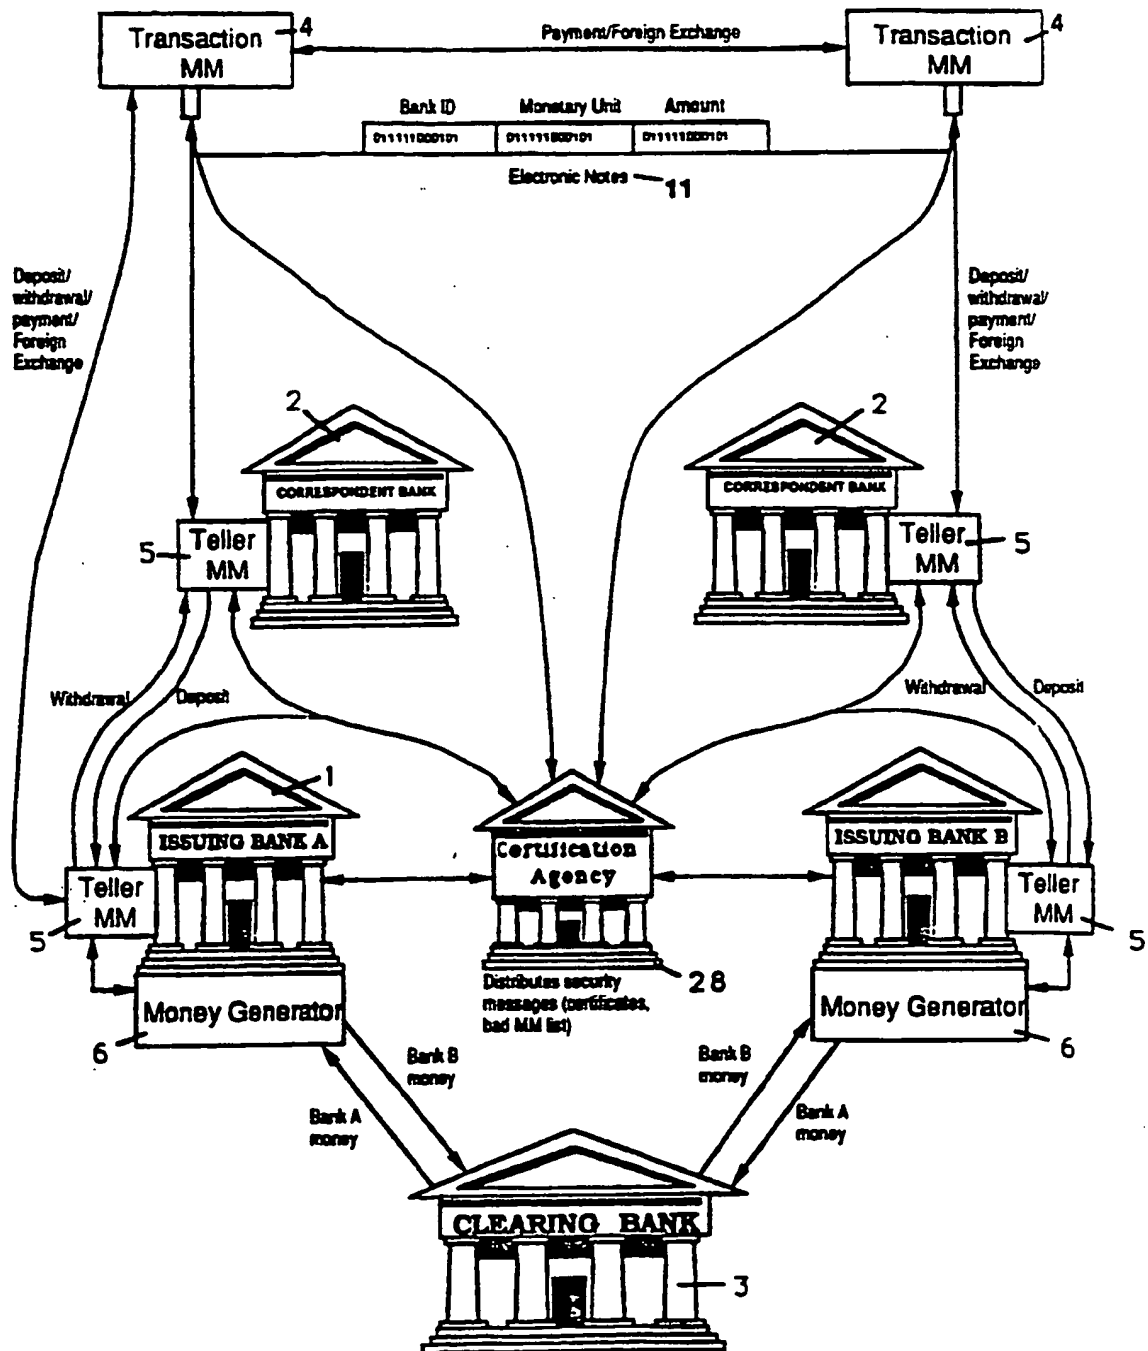 Transaction
MM
4
Payment/Foreign Exchange
Transaction
MM
4
Bank ID
Monetary Unit
Amount
011111000101
011111000101
011111000101
Electronic Notes
11
Deposit/
withdrawal/
payment/
Foreign
Exchange
Deposit/
withdrawal/
payment/
Foreign
Exchange
2
CORRESPONDENT BANK
2
CORRESPONDENT BANK
5
Teller
MM
Teller
MM
5
Withdrawal
Deposit
Withdrawal
Deposit
1
ISSUING BANK A
Certification
Agency
ISSUING BANK B
Teller
MM
5
Teller
MM
5
28
Distributes security
messages (certificates,
bad MM list)
Money Generator
6
Money Generator
6
Bank B
money
Bank A
money
Bank B
money
Bank A
money
CLEARING BANK
3